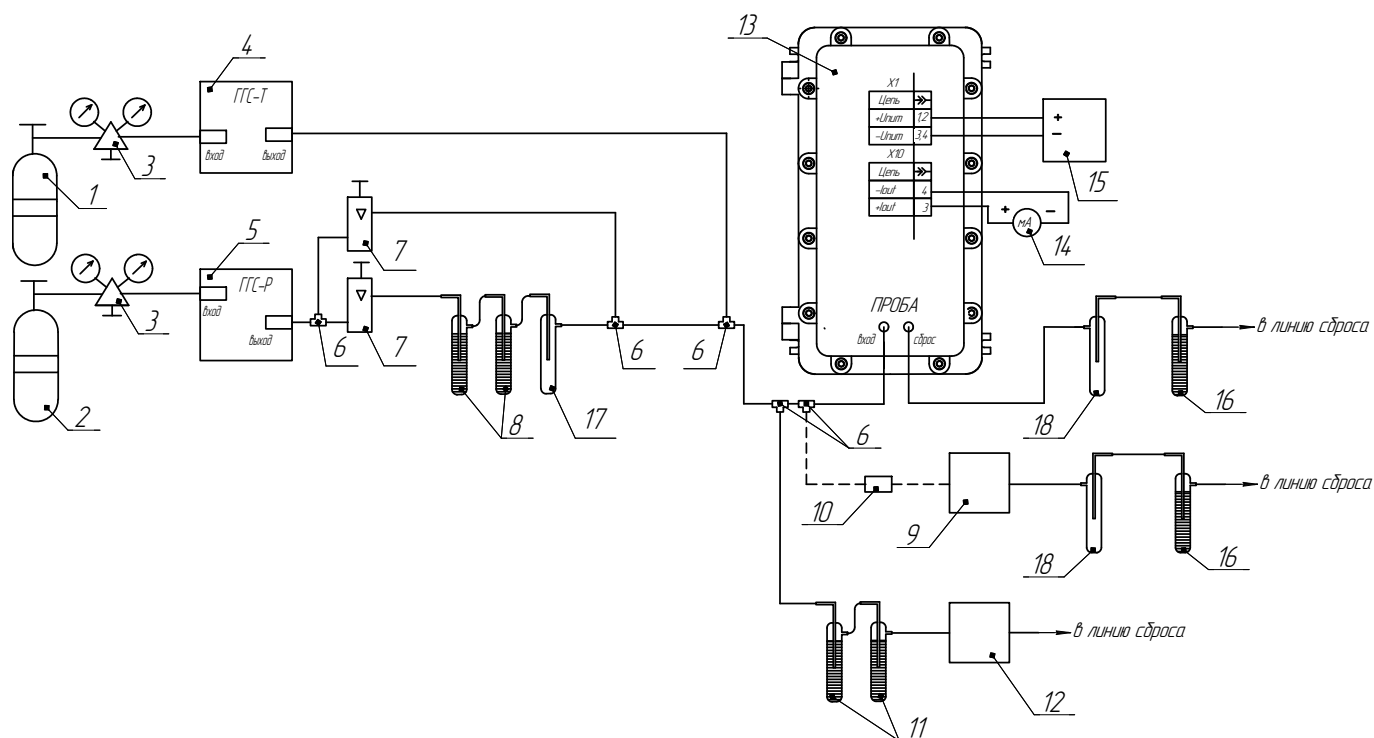 13
4
ГГС-Т
вход
выход
3
1
X1
Цепь
+Uпит 1,2
-Uпит 3,4
X10
Цепь
-Iout 4
+Iout 3
+
-
15
+
-
мА
14
5
ГГС-Р
вход
выход
3
2
7
7
6
6
6
8
17
ПРОБА
вход
сброс
6
18
16
в линию сброса
10
9
18
16
в линию сброса
11
12
в линию сброса